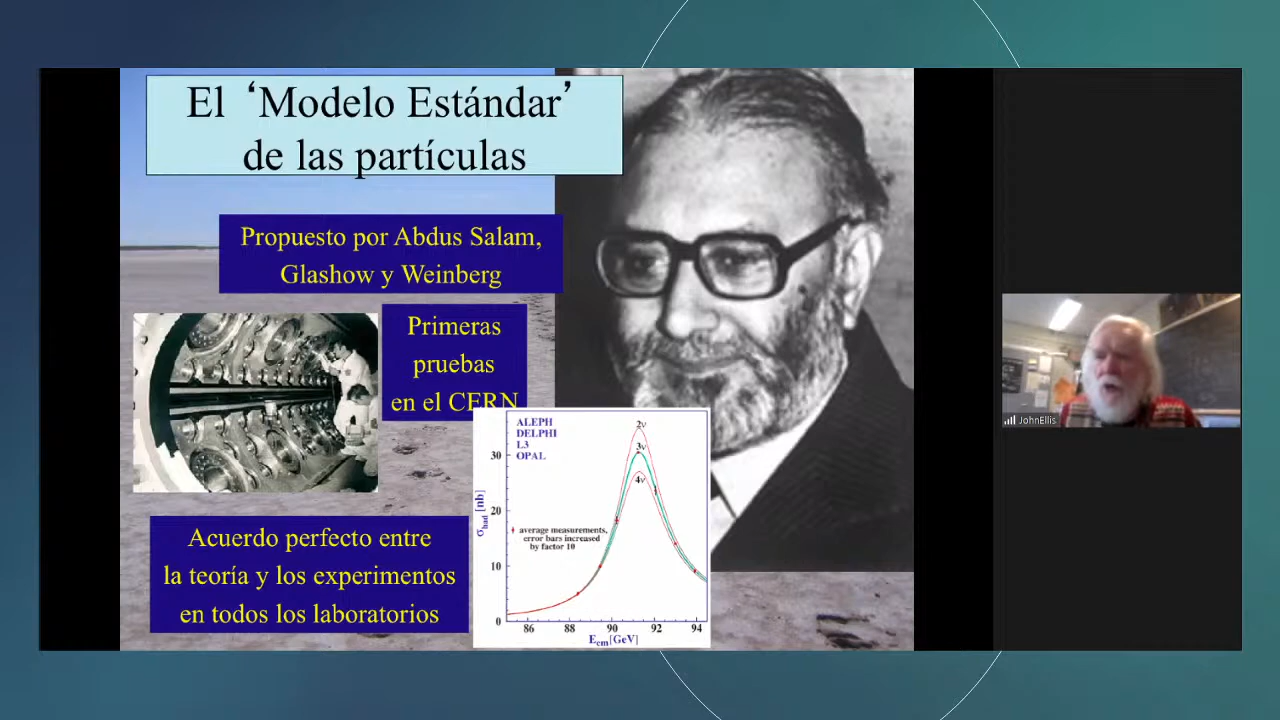 El ‘Modelo Estándar’
de las partículas
Propuesto por Abdus Salam,
Glashow y Weinberg
Primeras
pruebas
en el CERN
ALEPH
DELPHI
L3
OPAL
2ν
3ν
4ν
30
20
10
0
σhad [nb]
average measurements,
error bars increased
by factor 10
86 88 90 92 94
Ecm [GeV]
Acuerdo perfecto entre
la teoría y los experimentos
en todos los laboratorios
JohnEllis